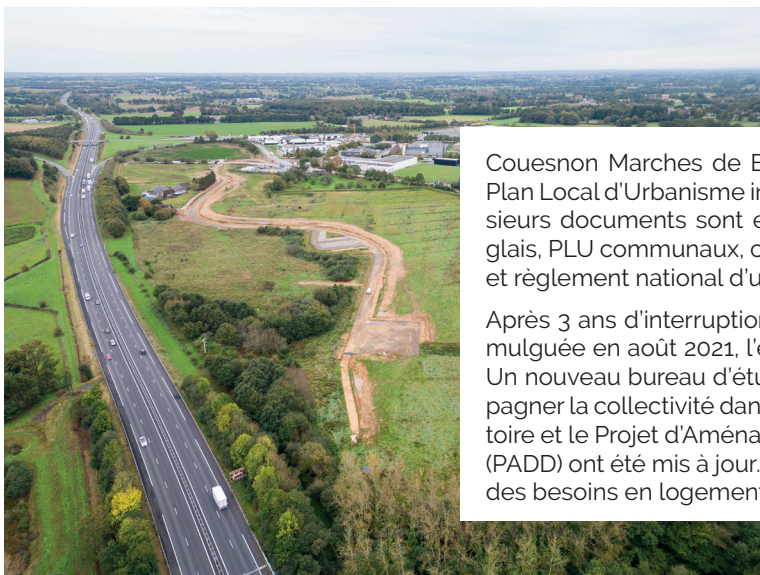 Couesnon Marches de
Plan Local d'Urbanisme
sieurs documents sont
glais, PLU communaux,
et règlement national
Après 3 ans d'interruption
mulguée en août 2021,
Un nouveau bureau
pagner la collectivité
toire et le Projet
(PADD) ont été mis à jour.
des besoins en logement